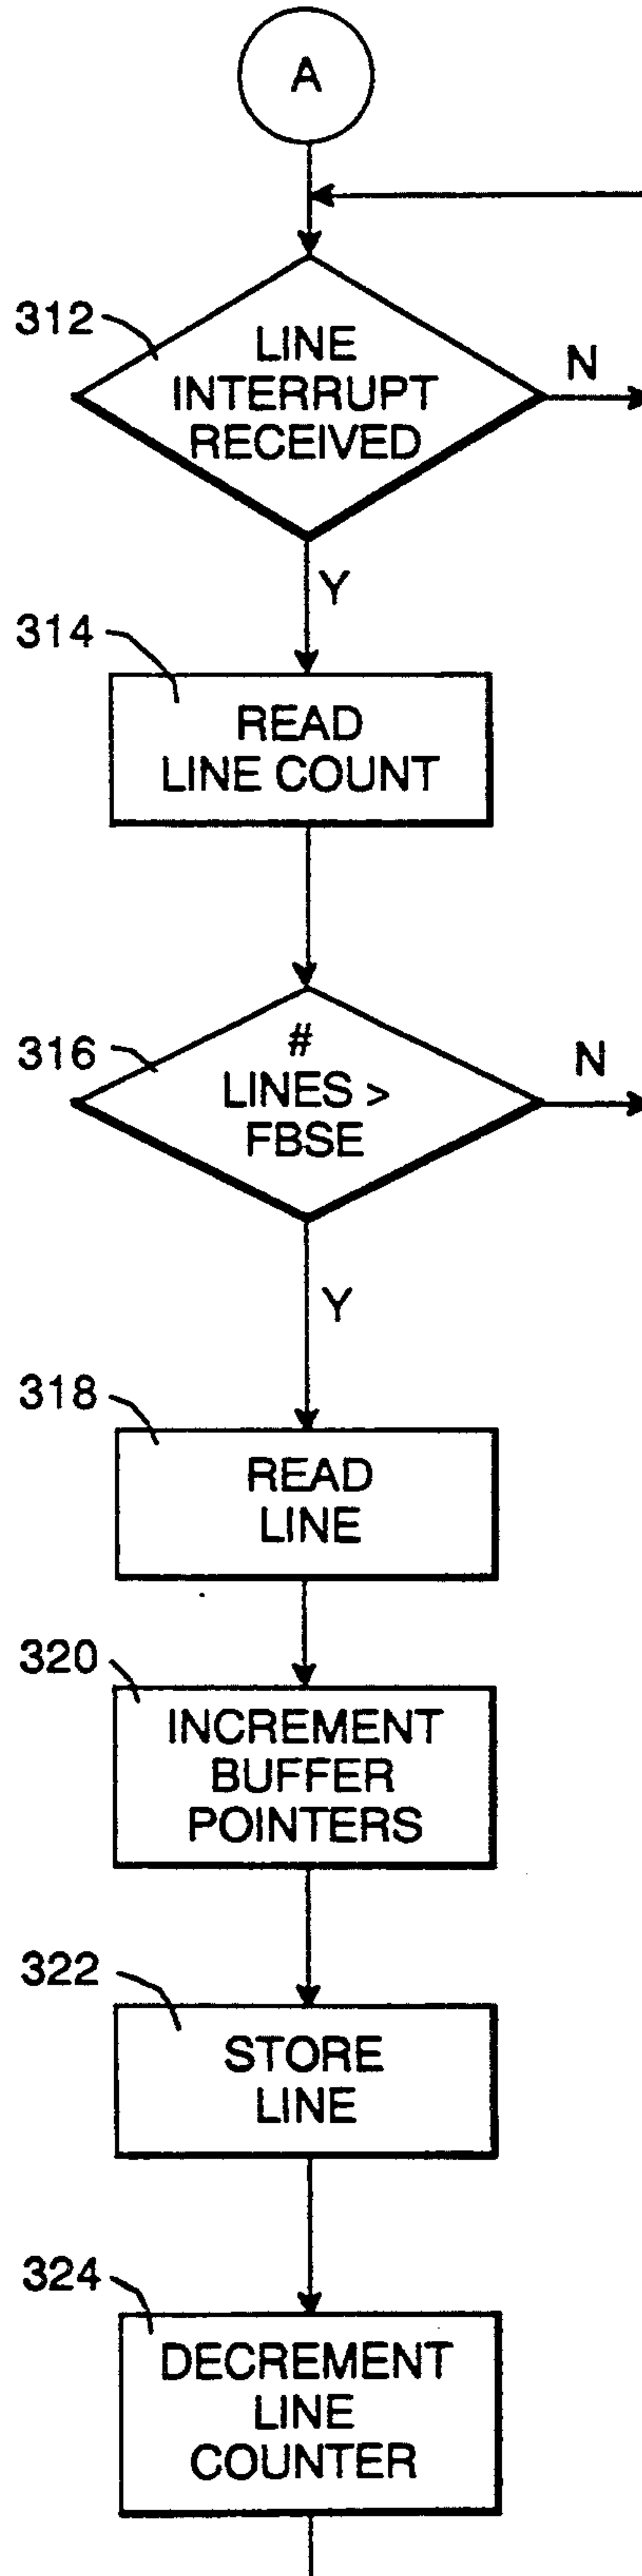 A
312
LINE
INTERRUPT
RECEIVED
N
Y
314
READ
LINE COUNT
316
#
LINES >
FBSE
N
Y
318
READ
LINE
320
INCREMENT
BUFFER
POINTERS
322
STORE
LINE
324
DECREMENT
LINE
COUNTER